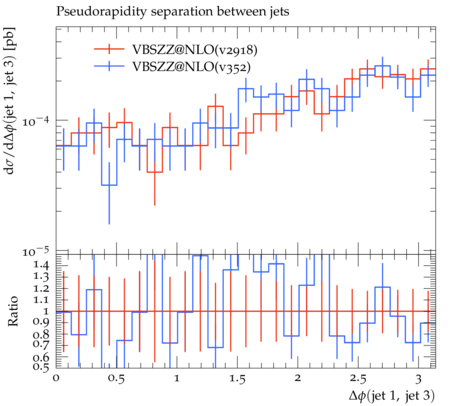 Pseudorapidity separation between jets
dσ/dΔϕ(jet 1, jet 3) [pb]
VBSZZ@NLO(v2918)
VBSZZ@NLO(v352)
10⁻⁴
10⁻⁵
Ratio
1.4
1.3
1.2
1.1
1
0.9
0.8
0.7
0.6
0.5
0 0.5 1 1.5 2 2.5 3
Δϕ(jet 1, jet 3)